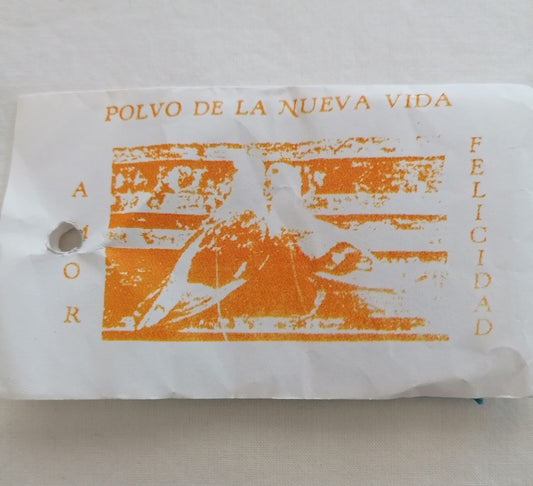 POLVO DE LA NUEVA VIDA
AMOR
FELICIDAD